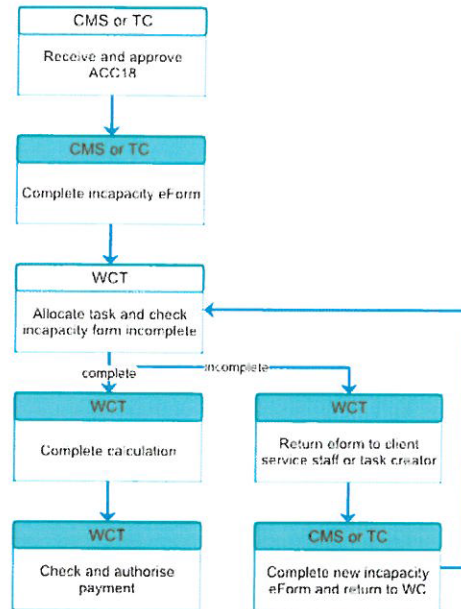 CMS or TC
Receive and approve
ACC18
CMS or TC
Complete incapacity eForm
WCT
Allocate task and check
incapacity form incomplete
complete
incomplete
WCT
Complete calculation
WCT
Return eform to client
service staff or task creator
WCT
Check and authorise
payment
CMS or TC
Complete new incapacity
eForm and return to WC